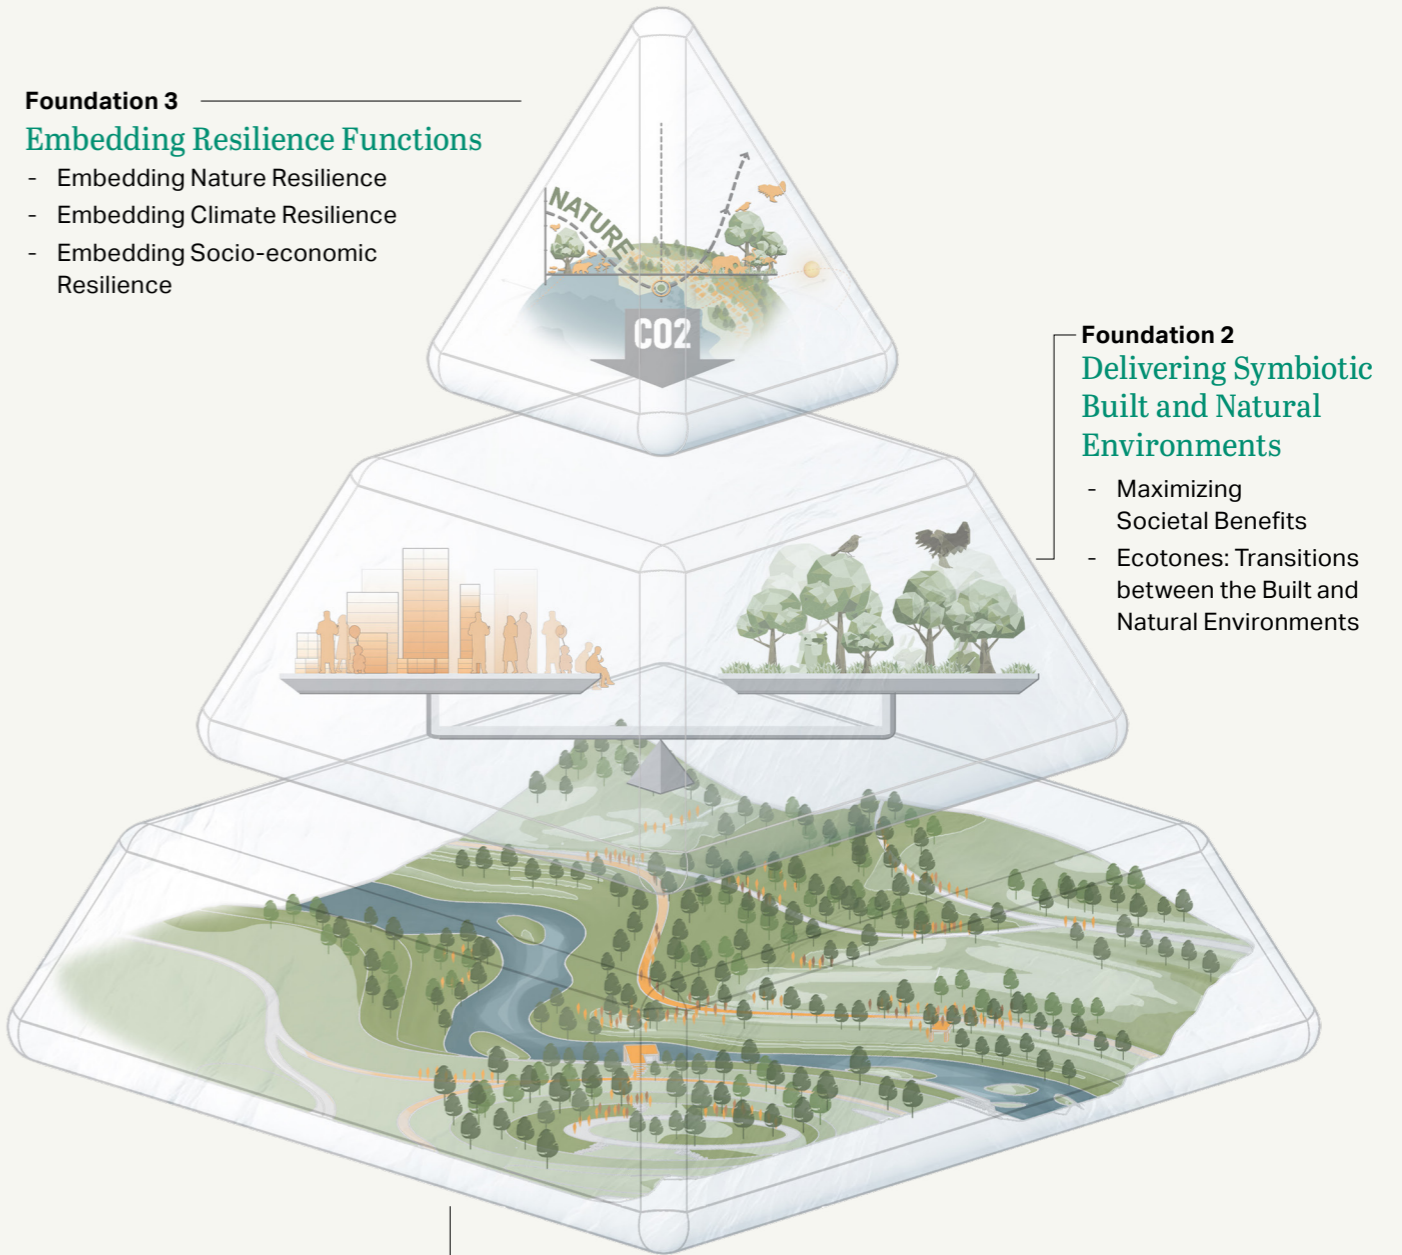 Foundation 3
Embedding Resilience Functions
- Embedding Nature Resilience
- Embedding Climate Resilience
- Embedding Socio-economic
Resilience
NATURE
CO2
Foundation 2
Delivering Symbiotic
Built and Natural
Environments
- Maximizing
Societal Benefits
- Ecotones: Transitions
between the Built and
Natural Environments